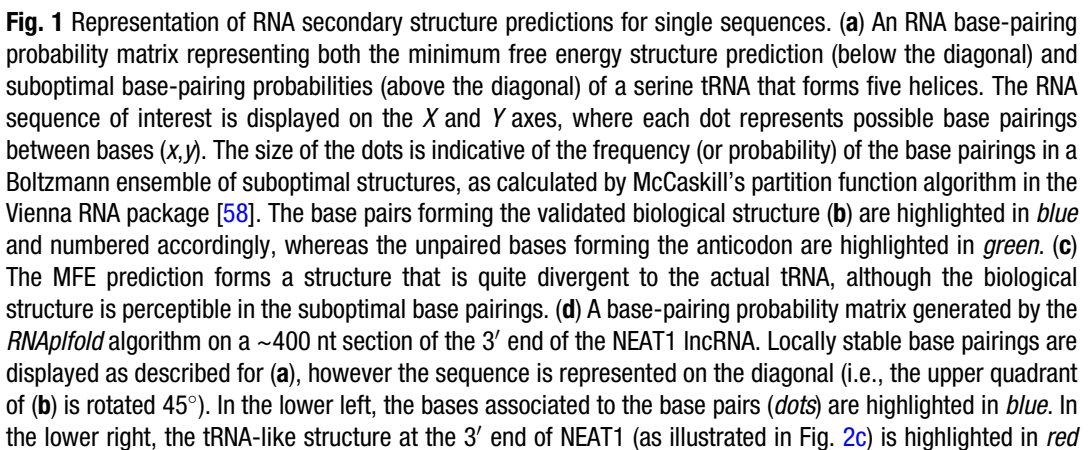 Fig. 1 Representation of RNA secondary structure predictions for single sequences. (a) An RNA base-pairing
probability matrix representing both the minimum free energy structure prediction (below the diagonal) and
suboptimal base-pairing probabilities (above the diagonal) of a serine tRNA that forms five helices. The RNA
sequence of interest is displayed on the X and Y axes, where each dot represents possible base pairings
between bases (x,y). The size of the dots is indicative of the frequency (or probability) of the base pairings in a
Boltzmann ensemble of suboptimal structures, as calculated by McCaskill's partition function algorithm in the
Vienna RNA package [58]. The base pairs forming the validated biological structure (b) are highlighted in blue
and numbered accordingly, whereas the unpaired bases forming the anticodon are highlighted in green. (c)
The MFE prediction forms a structure that is quite divergent to the actual tRNA, although the biological
structure is perceptible in the suboptimal base pairings. (d) A base-pairing probability matrix generated by the
RNAplfold algorithm on a ~400 nt section of the 3′ end of the NEAT1 lncRNA. Locally stable base pairings are
displayed as described for (a), however the sequence is represented on the diagonal (i.e., the upper quadrant
of (b) is rotated 45°). In the lower left, the bases associated to the base pairs (dots) are highlighted in blue. In
the lower right, the tRNA-like structure at the 3′ end of NEAT1 (as illustrated in Fig. 2c) is highlighted in red